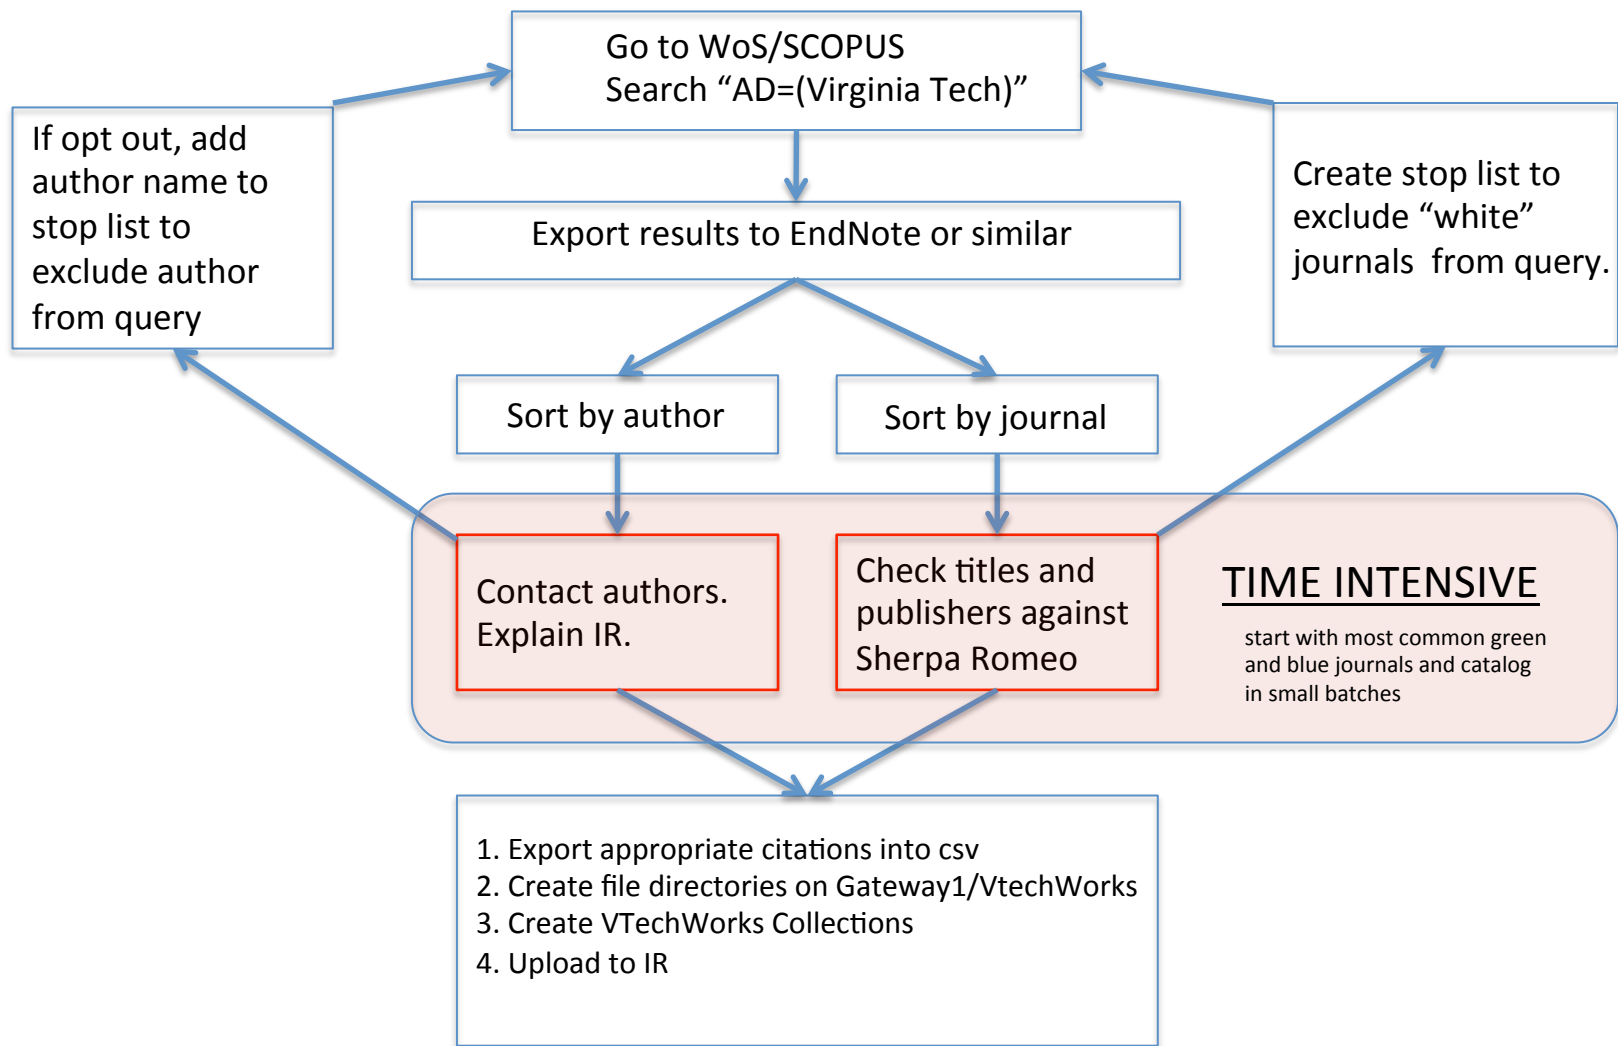 Go to WoS/SCOPUS
Search “AD=(Virginia Tech)”
If opt out, add
author name to
stop list to
exclude author
from query
Create stop list to
exclude “white”
journals  from query.
Export results to EndNote or similar
Sort by author
Sort by journal
Contact authors.
Explain IR.
Check titles and
publishers against
Sherpa Romeo
TIME INTENSIVE
start with most common green
and blue journals and catalog
in small batches
1. Export appropriate citations into csv
2. Create file directories on Gateway1/VtechWorks
3. Create VTechWorks Collections
4. Upload to IR